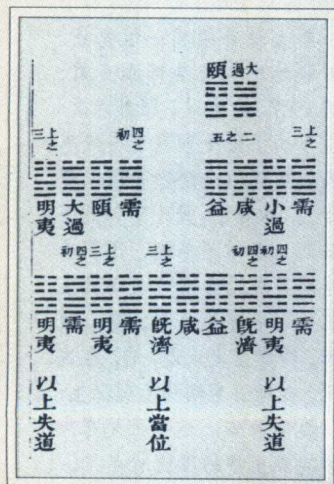 大過 頤
上之三 二之五 四之初 上之三
需 小過 咸 益 需 頤 大過 明夷
四之初 四之初 上之三 上之三 四之初
需 明夷 既濟 益 咸 既濟 需 明夷 需 明夷
以上失道 以上當位 以上失道